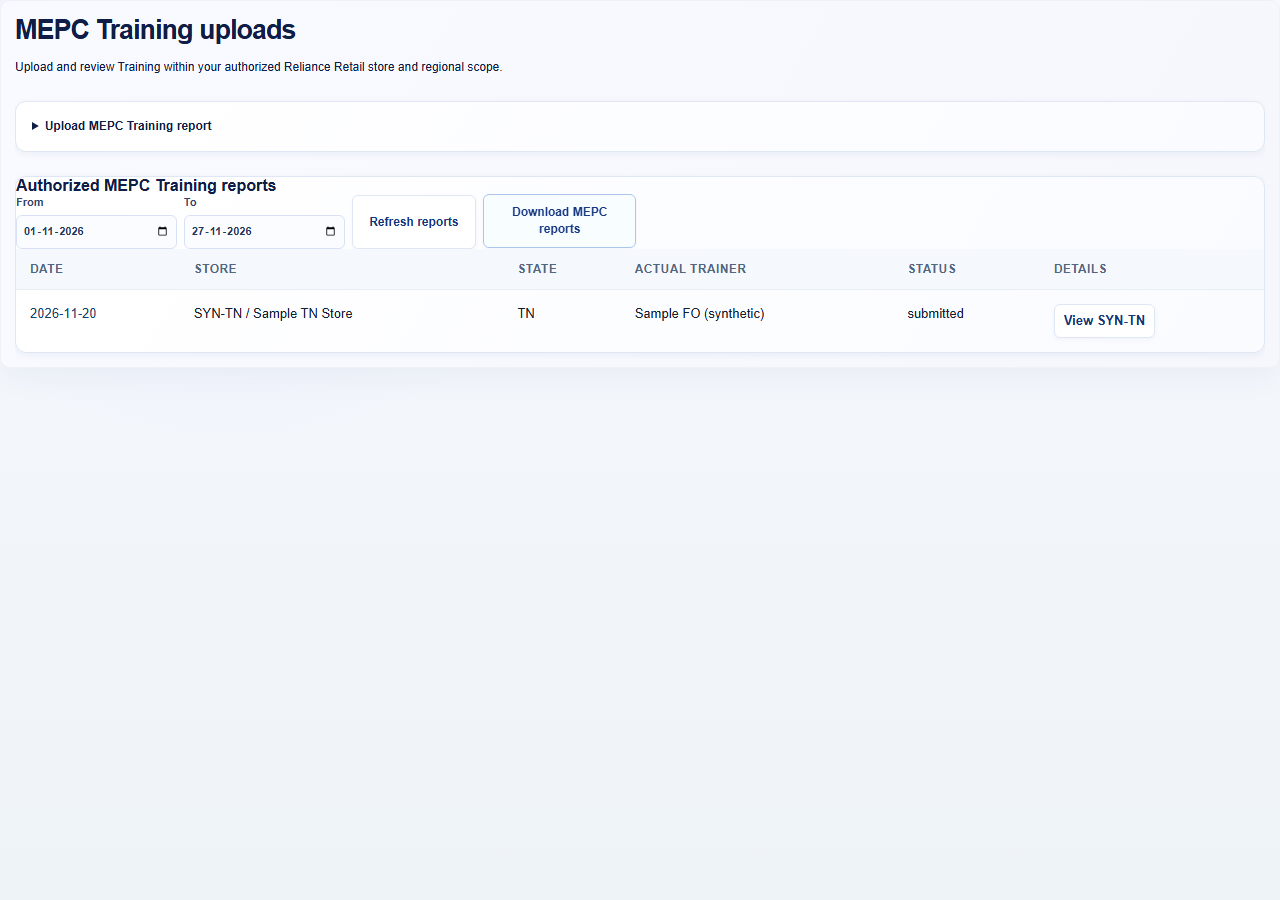 MEPC Training uploads
Upload and review Training within your authorized Reliance Retail store and regional scope.
Upload MEPC Training report
Authorized MEPC Training reports
From To
01-11-2026 27-11-2026 Refresh reports Download MEPC
reports
DATE STORE STATE ACTUAL TRAINER STATUS DETAILS
2026-11-20 SYN-TN / Sample TN Store TN Sample FO (synthetic) submitted View SYN-TN